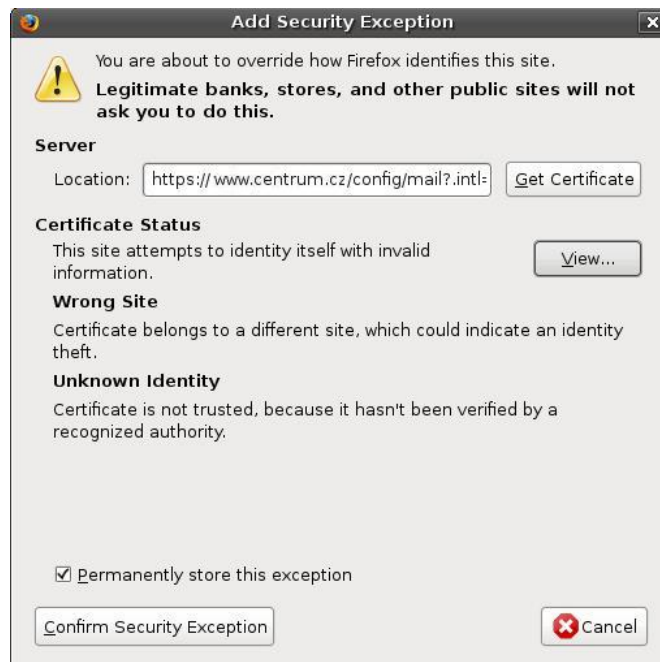 Add Security Exception
You are about to override how Firefox identifies this site.
Legitimate banks, stores, and other public sites will not
ask you to do this.
Server
Location: https://www.centrum.cz/config/mail?.intl= Get Certificate
Certificate Status
This site attempts to identity itself with invalid
information.
View...
Wrong Site
Certificate belongs to a different site, which could indicate an identity
theft.
Unknown Identity
Certificate is not trusted, because it hasn't been verified by a
recognized authority.
Permanently store this exception
Confirm Security Exception Cancel